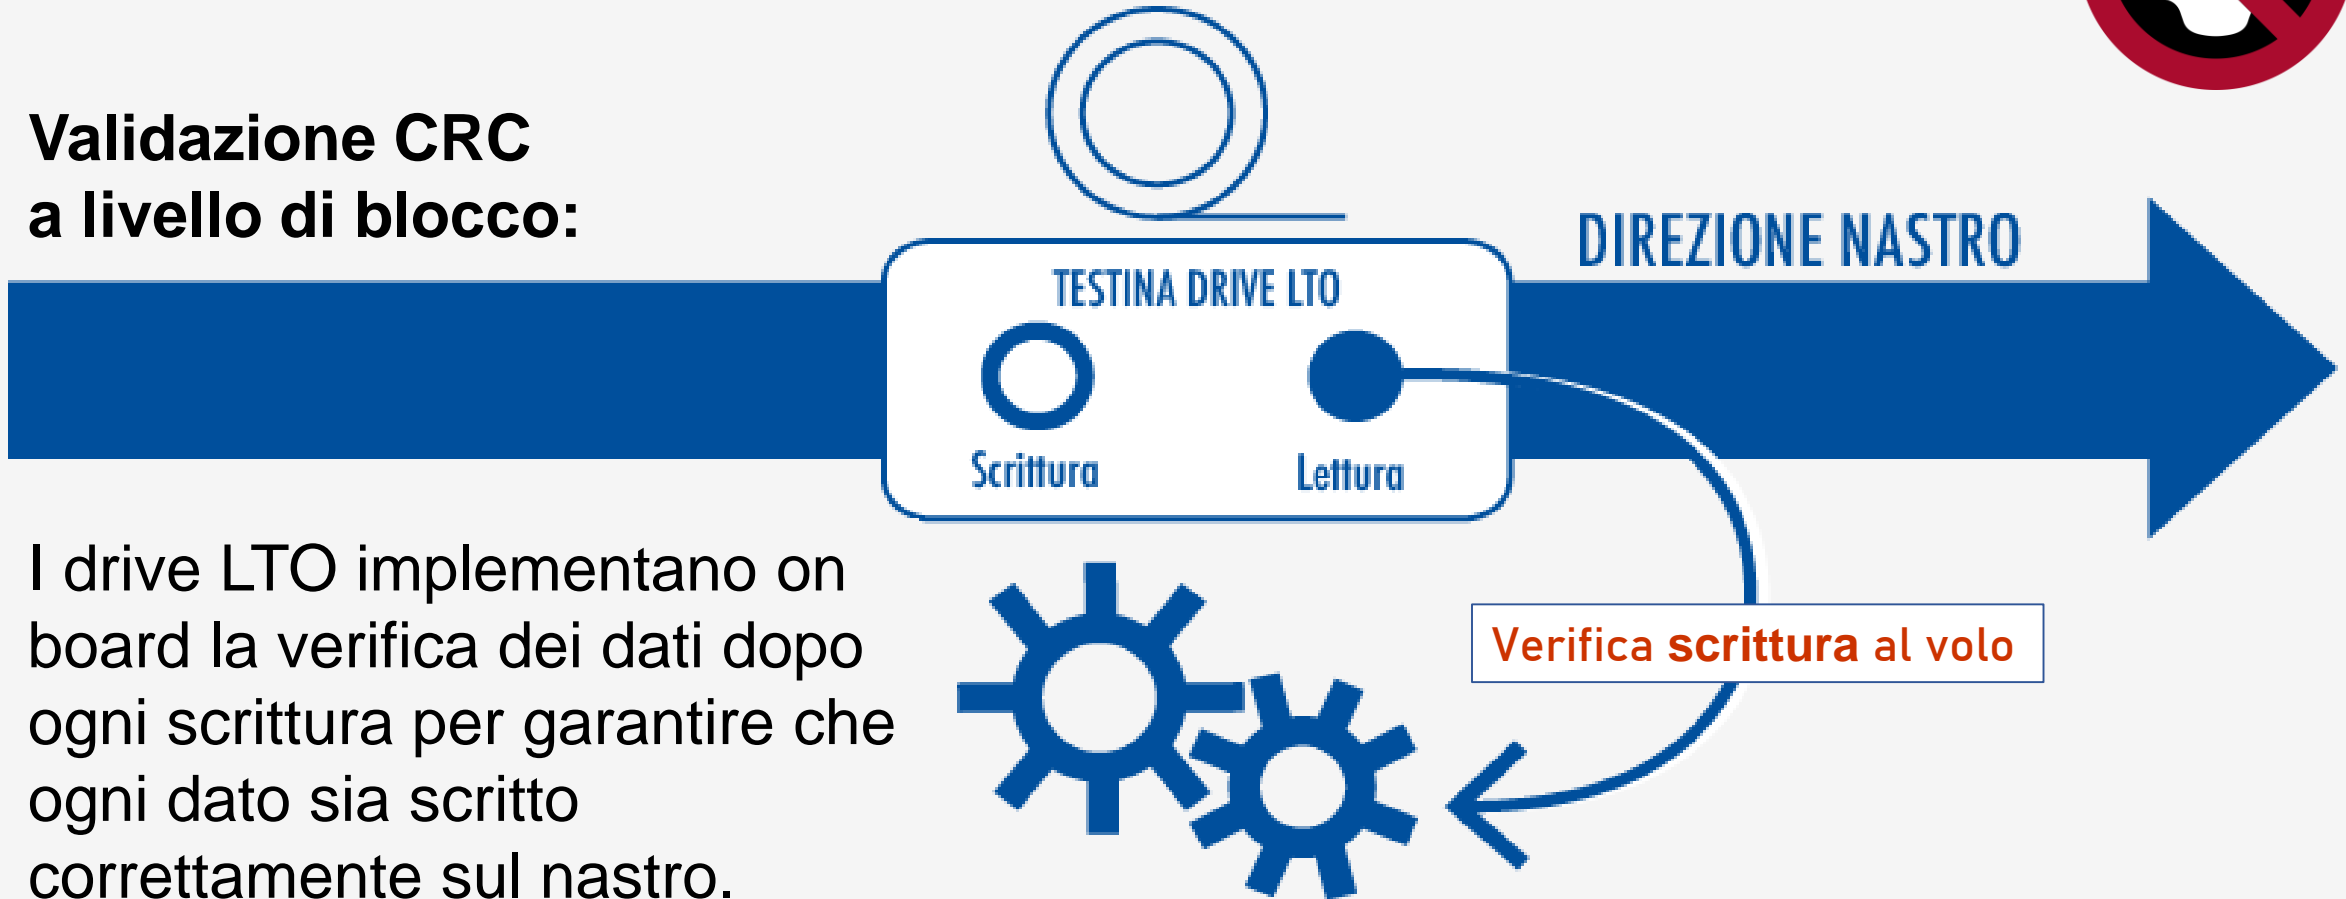 Validazione CRC
a livello di blocco:
DIREZIONE NASTRO
TESTINA DRIVE LTO
Scrittura
Lettura
Verifica scrittura al volo
I drive LTO implementano on
board la verifica dei dati dopo
ogni scrittura per garantire che
ogni dato sia scritto
correttamente sul nastro.